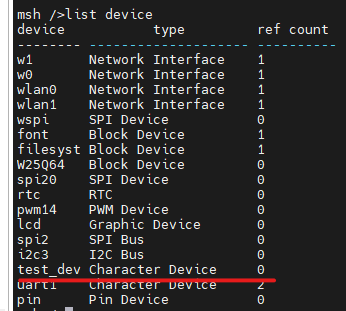 msh />list device
device type ref count
-------- -------------------- ----------
w1 Network Interface 1
w0 Network Interface 1
wlan0 Network Interface 1
wlan1 Network Interface 1
wspi SPI Device 0
font Block Device 1
filesyst Block Device 1
W25Q64 Block Device 0
spi20 SPI Device 0
rtc RTC 0
pwm14 PWM Device 0
lcd Graphic Device 0
spi2 SPI Bus 0
i2c3 I2C Bus 0
test_dev Character Device 0
uart1 Character Device 2
pin Pin Device 0